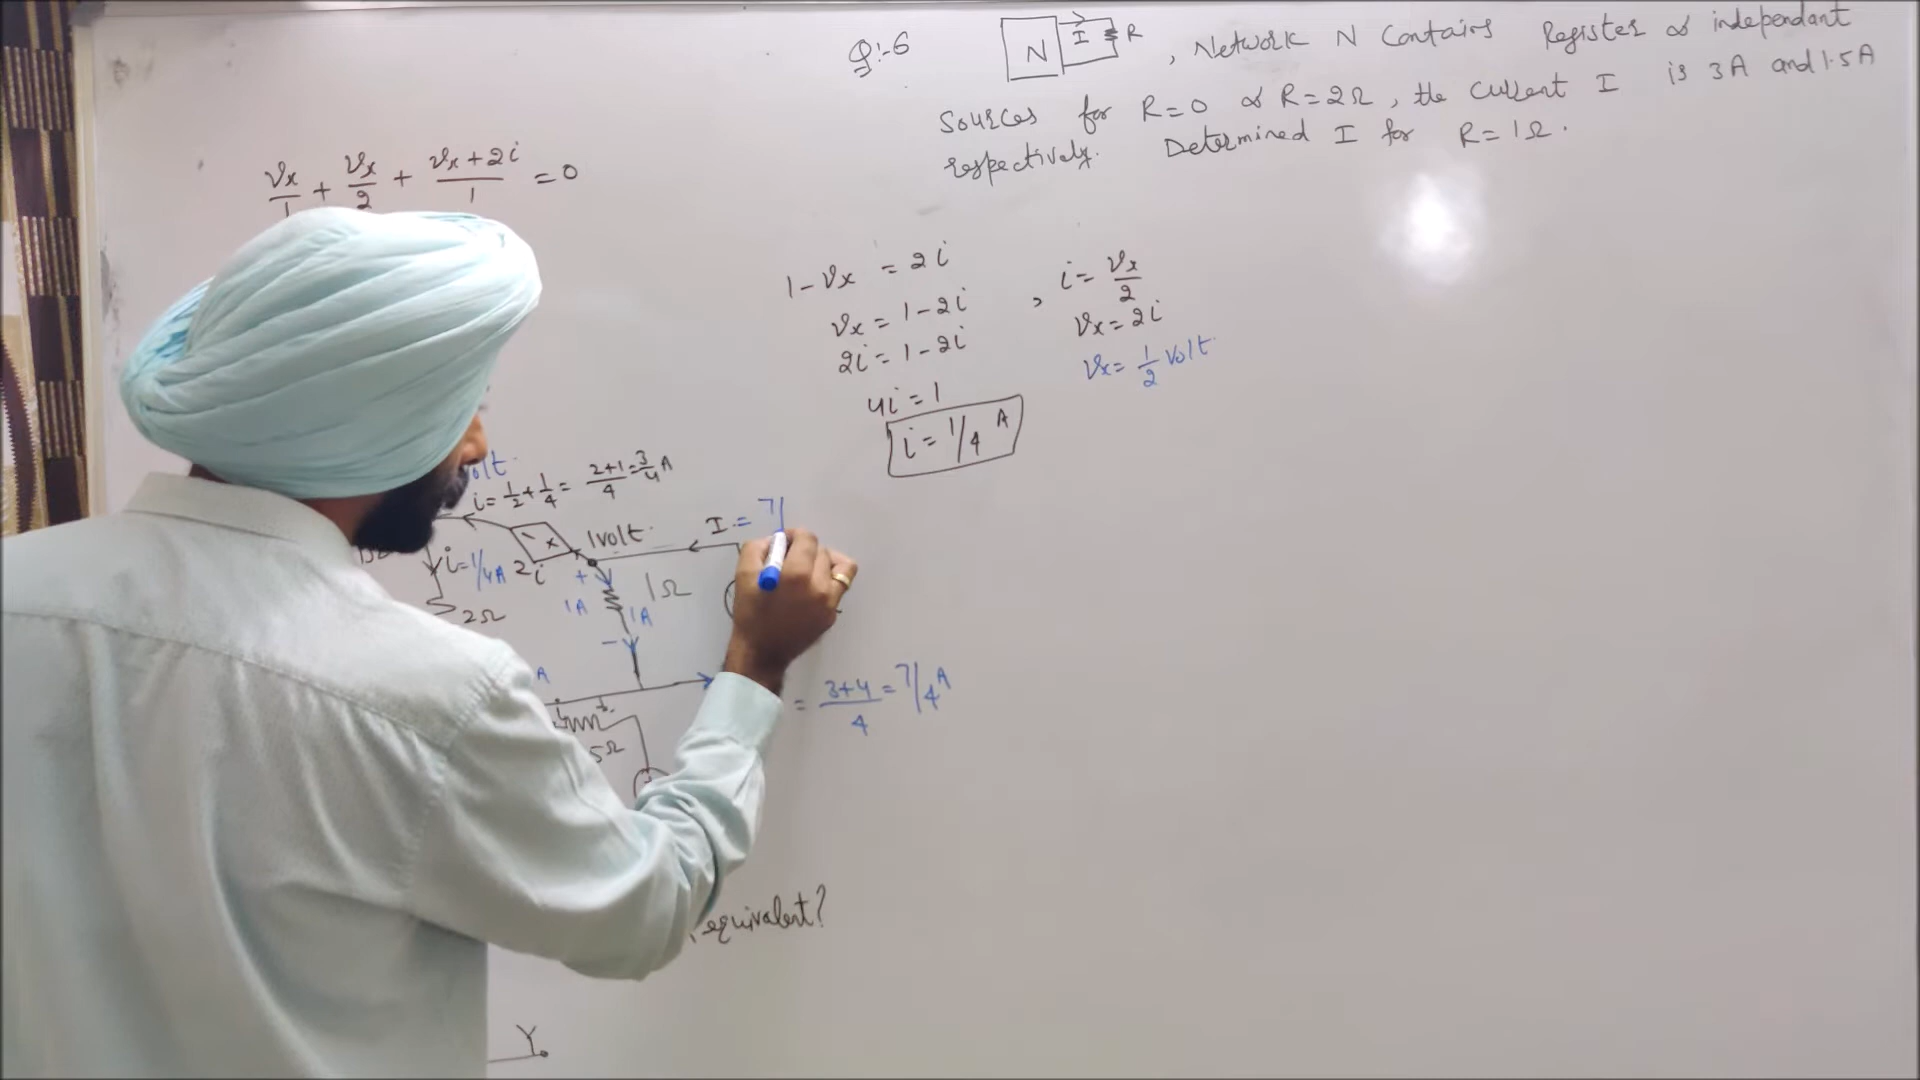 Q:-6
N
I
R
, Network N Contains Register & independant
Sources for R=0 & R=2Ω, the current I is 3A and 1.5A
respectively. Determined I for R=1Ω.
vx/1 + vx/2 + (vx+2i)/1 = 0
1-vx = 2i
vx = 1-2i
2i = 1-2i
4i = 1
i = 1/4 A
, i = vx/2
vx = 2i
vx = 1/2 volt
olt
i = 1/2 + 1/4 = (2+1)/4 = 3/4 A
- x +
1volt
I = 7/
i = 1/4A
2i
2Ω
+
1A
1A
1Ω
-
A
= (3+4)/4 = 7/4 A
5Ω
equivalent?
Y